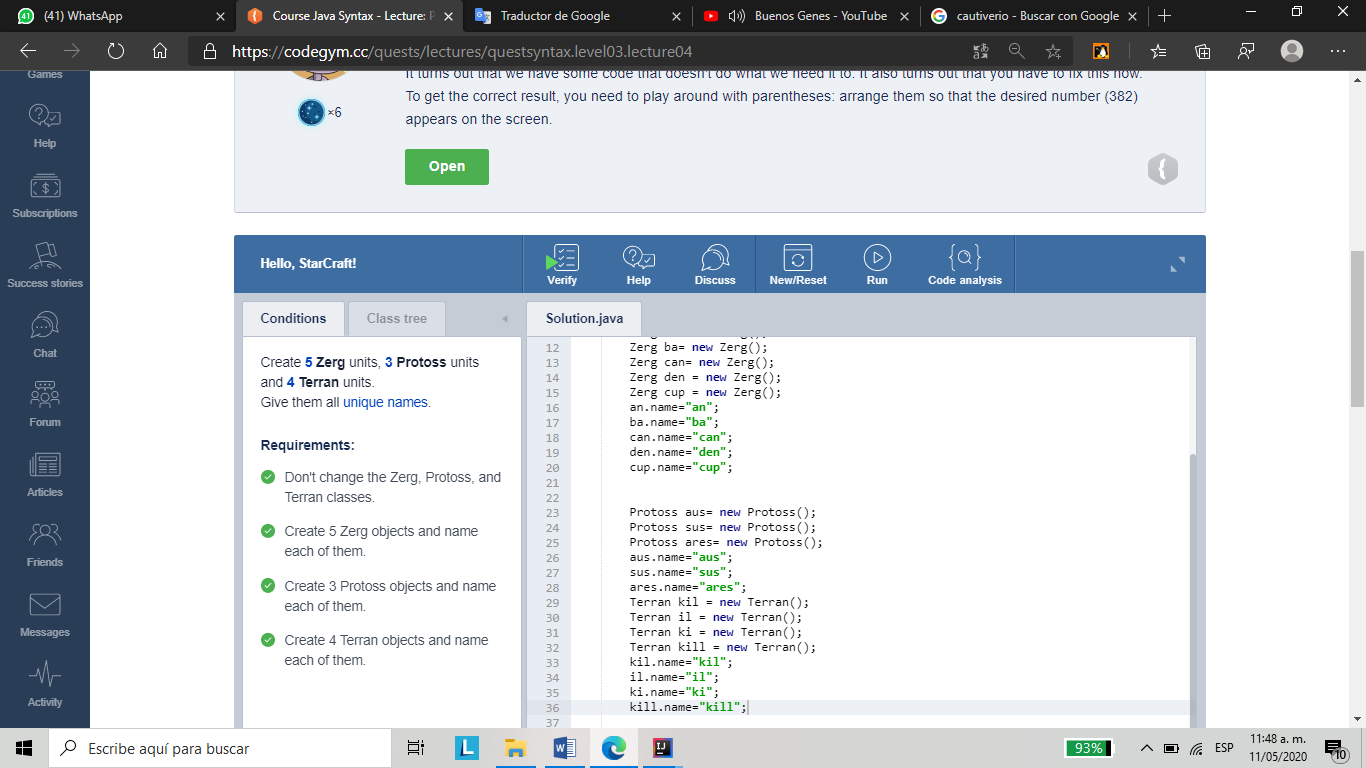 (41) WhatsApp
Course Java Syntax - Lecture: P
Traductor de Google
Buenos Genes - YouTube
cautiverio - Buscar con Google
https://codegym.cc/quests/lectures/questsyntax.level03.lecture04
Games
Help
Subscriptions
Success stories
Chat
Forum
Articles
Friends
Messages
Activity
It turns out that we have some code that doesn't do what we need it to. It also turns out that you have to fix this now.
To get the correct result, you need to play around with parentheses: arrange them so that the desired number (382)
appears on the screen.
×6
Open
Hello, StarCraft!
Verify
Help
Discuss
New/Reset
Run
Code analysis
Conditions
Class tree
Solution.java
Create 5 Zerg units, 3 Protoss units
and 4 Terran units.
Give them all unique names.
Requirements:
Don't change the Zerg, Protoss, and
Terran classes.
Create 5 Zerg objects and name
each of them.
Create 3 Protoss objects and name
each of them.
Create 4 Terran objects and name
each of them.
12 Zerg ba= new Zerg();
13 Zerg can= new Zerg();
14 Zerg den = new Zerg();
15 Zerg cup = new Zerg();
16 an.name="an";
17 ba.name="ba";
18 can.name="can";
19 den.name="den";
20 cup.name="cup";
21
22
23 Protoss aus= new Protoss();
24 Protoss sus= new Protoss();
25 Protoss ares= new Protoss();
26 aus.name="aus";
27 sus.name="sus";
28 ares.name="ares";
29 Terran kil = new Terran();
30 Terran il = new Terran();
31 Terran ki = new Terran();
32 Terran kill = new Terran();
33 kil.name="kil";
34 il.name="il";
35 ki.name="ki";
36 kill.name="kill";
37
Escribe aquí para buscar
93%
ESP
11:48 a. m.
11/05/2020
10